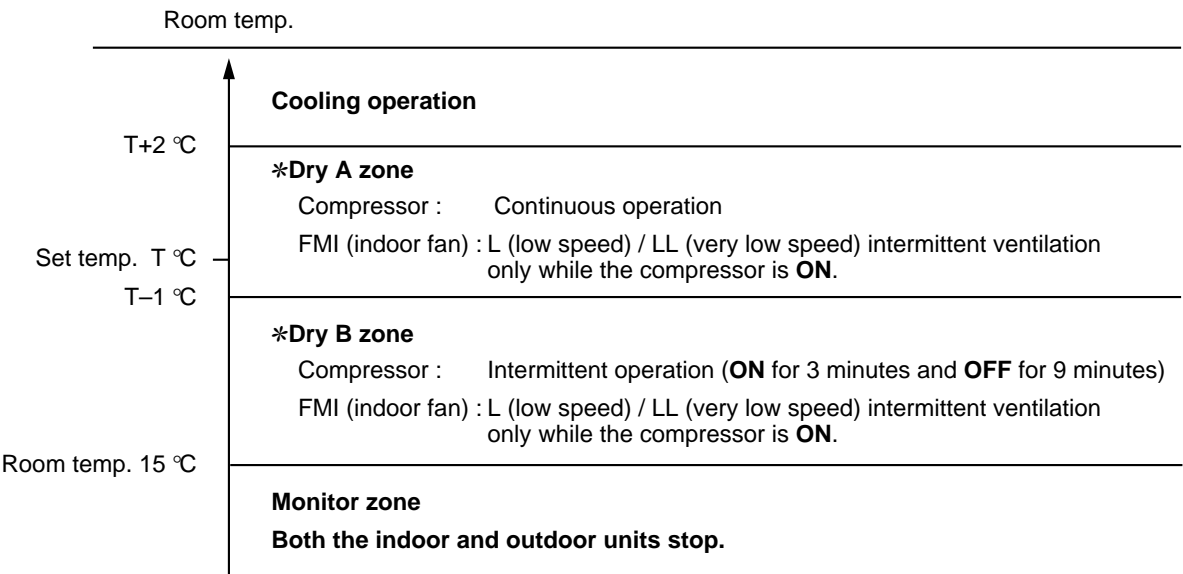 Room temp.
Cooling operation
T+2 ℃
*Dry A zone
Compressor : Continuous operation
FMI (indoor fan) : L (low speed) / LL (very low speed) intermittent ventilation
only while the compressor is ON.
Set temp. T ℃
T–1 ℃
*Dry B zone
Compressor : Intermittent operation (ON for 3 minutes and OFF for 9 minutes)
FMI (indoor fan) : L (low speed) / LL (very low speed) intermittent ventilation
only while the compressor is ON.
Room temp. 15 ℃
Monitor zone
Both the indoor and outdoor units stop.